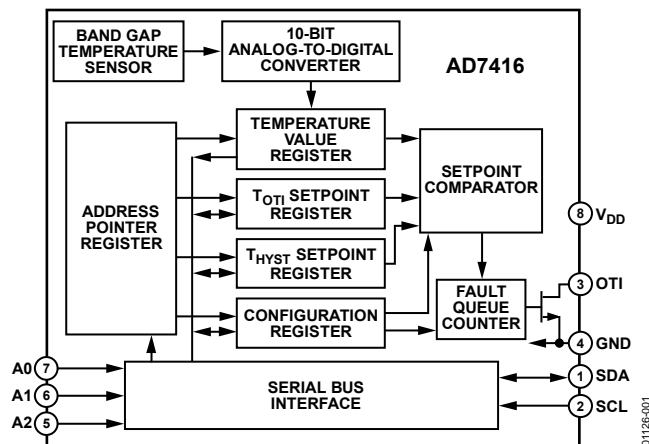 BAND GAP
TEMPERATURE
SENSOR
10-BIT
ANALOG-TO-DIGITAL
CONVERTER
AD7416
TEMPERATURE
VALUE
REGISTER
SETPOINT
COMPARATOR
ADDRESS
POINTER
REGISTER
TOTI SETPOINT
REGISTER
THYST SETPOINT
REGISTER
CONFIGURATION
REGISTER
FAULT
QUEUE
COUNTER
8 VDD
3 OTI
4 GND
A0 7
A1 6
A2 5
SERIAL BUS
INTERFACE
1 SDA
2 SCL
01126-001